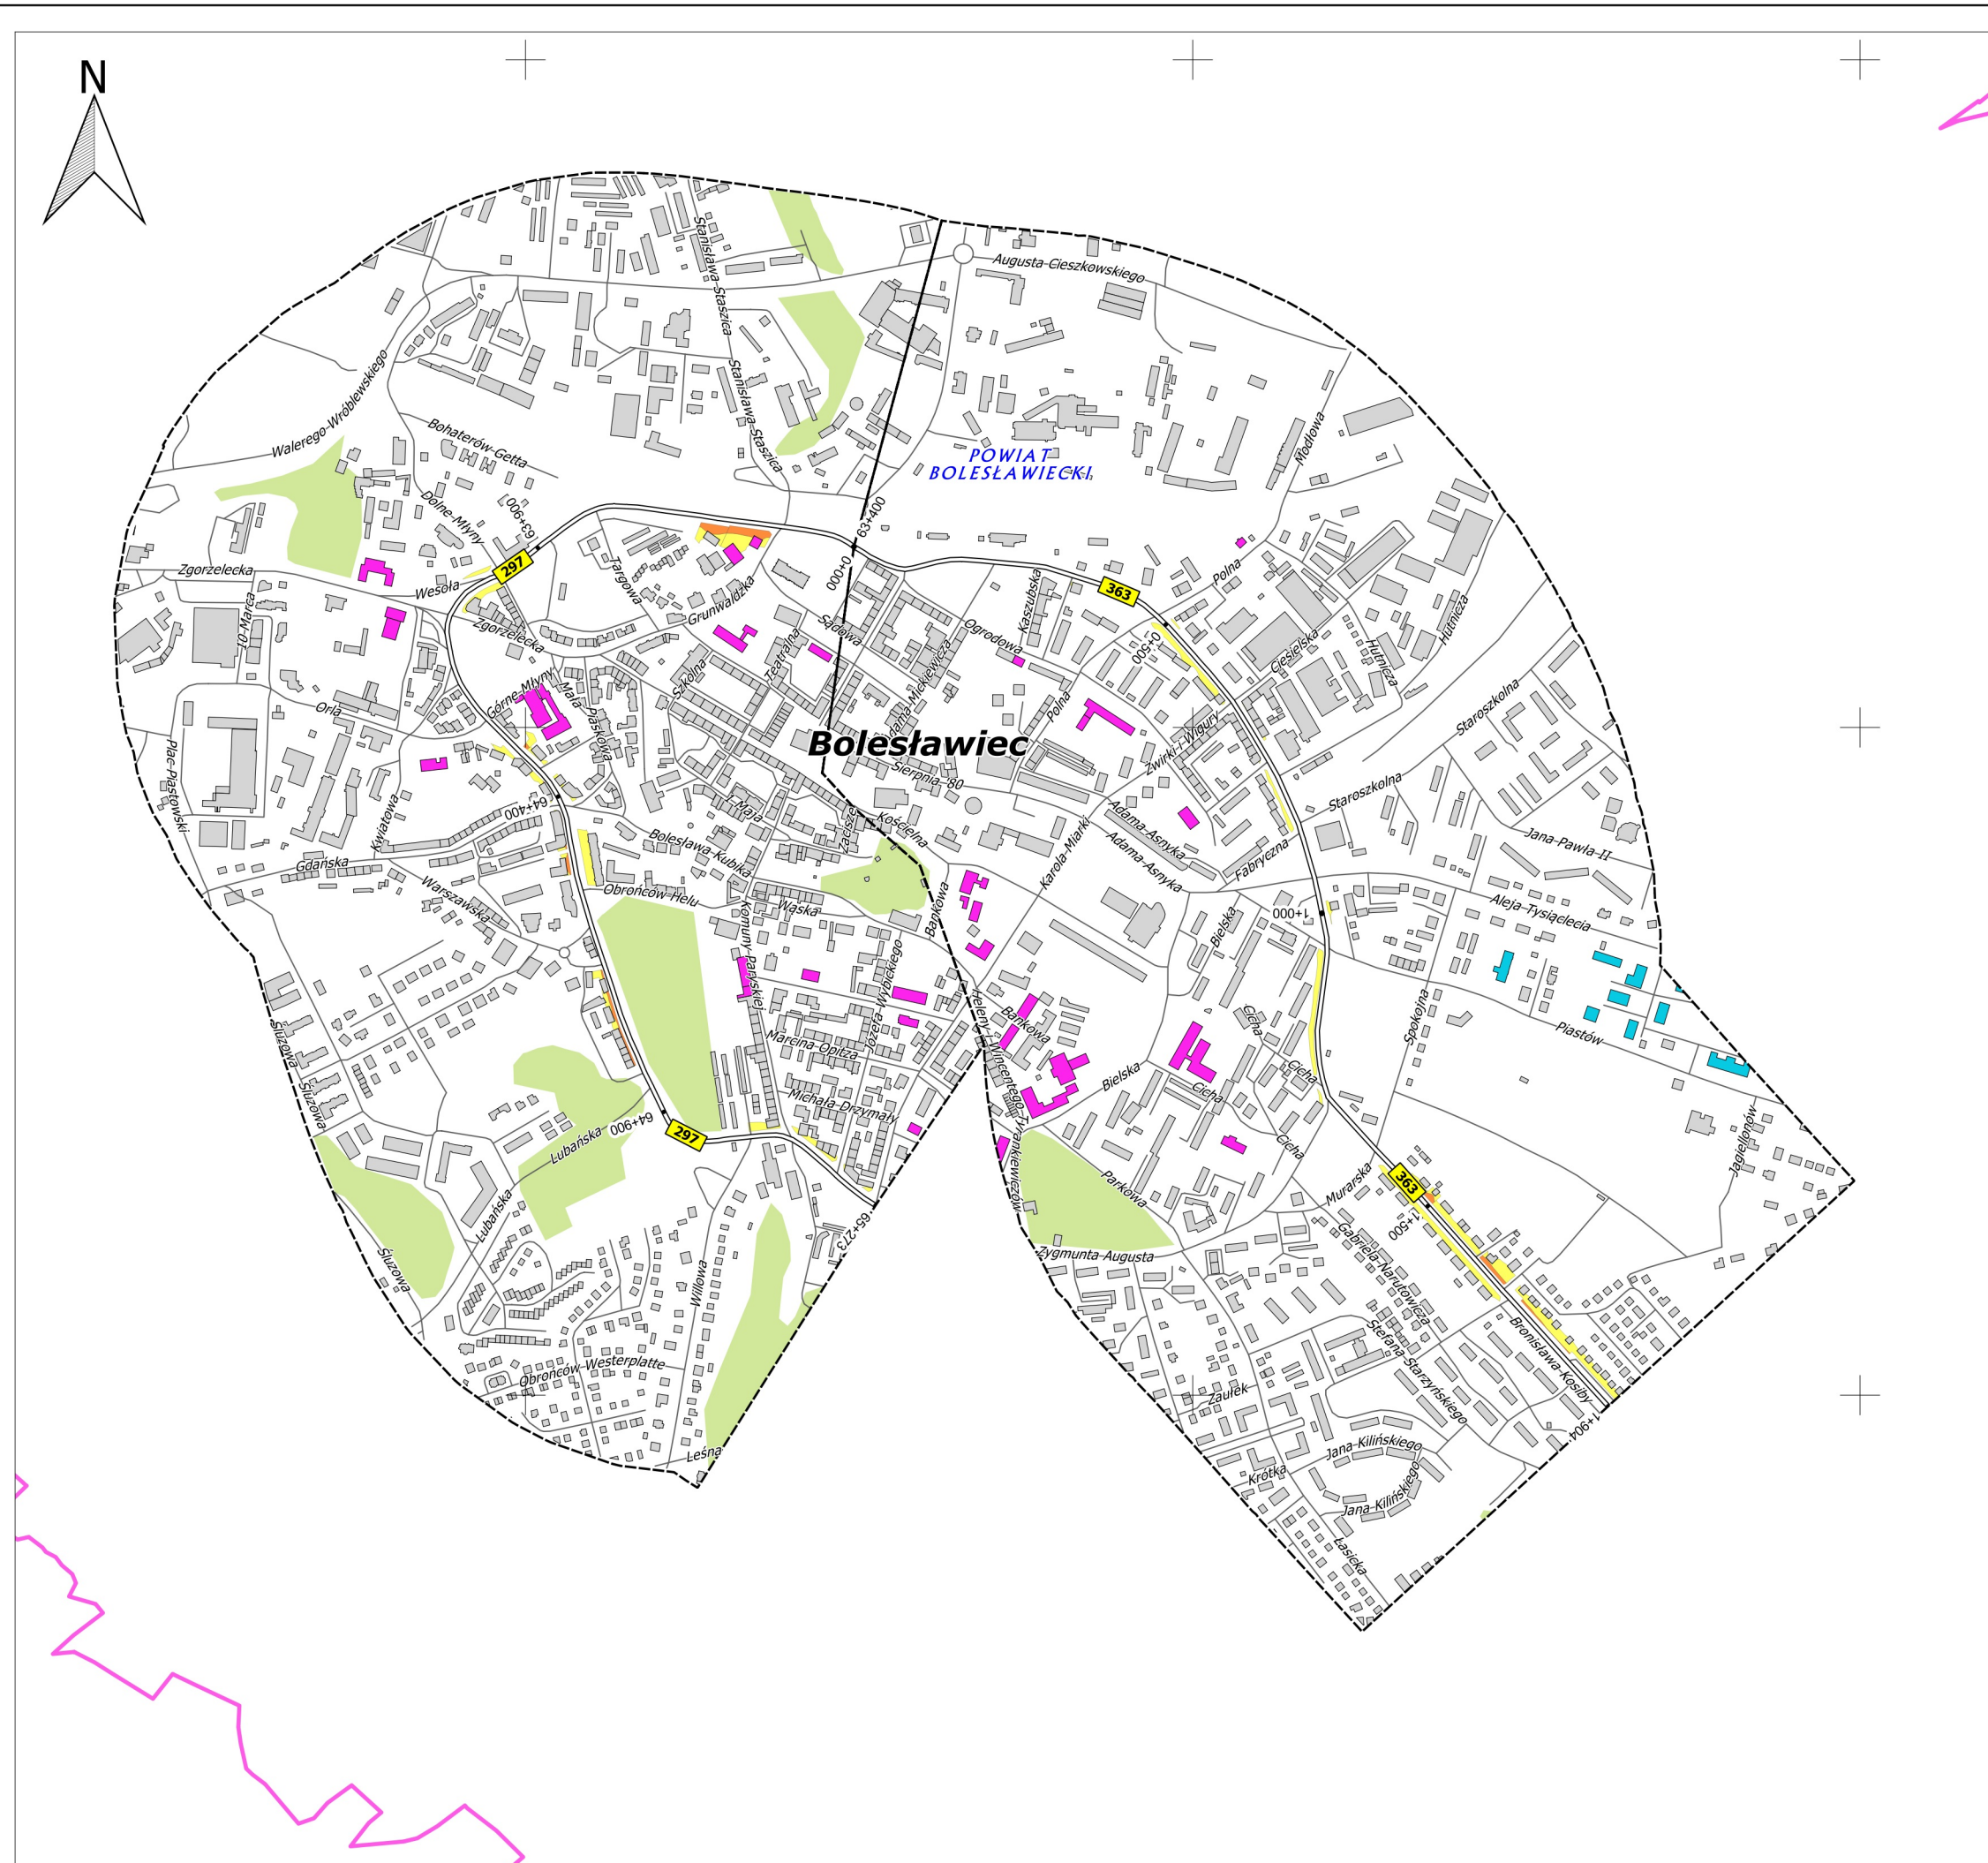 N
Augusta Cieszkowskiego
Stanisława Staszica
Stanisława Staszica
Walerego Wróblewskiego
Bohaterów Getta
POWIAT
BOLESŁAWIECKI
Modłowa
Dolne Młyny
63+900
63+400
297
0+000
363
Zgorzelecka
Wesoła
Targowa
Grunwaldzka
Kaszubska
Polna
10 Marca
Zgorzelecka
Sądowa
Ogrodowa
0+500
Ciesielska
Hutnicza
Hutnicza
Teatralna
Szkolna
Adama Mickiewicza
Górne Młyny
Mała
Piaskowa
Orla
Polna
Staroszkolna
Plac Piastowski
Bolesławiec
Żwirki i Wigury
Sierpnia 80
Staroszkolna
Kwiatowa
64+400
1 Maja
Zacisze
Kościelna
Karola Miarki
Adama Asnyka
Adama Asnyka
Fabryczna
Jana Pawła II
Gdańska
Bolesława Kubika
Warszawska
Obrońców Helu
Wąska
Bankowa
Bielska
1+000
Aleja Tysiąclecia
Komuny Paryskiej
Józefa Wybickiego
Heleny i Wincentego Tyrankiewiczów
Bankowa
Cicha
Spokojna
Piastów
Śluzowa
Marcina Opitza
Bielska
Cicha
Cicha
Śluzowa
Michała Drzymały
64+900
297
Lubańska
Cicha
Jagiellonów
Parkowa
Murarska
363
1+500
Lubańska
65+273
Zygmunta Augusta
Gabriela Narutowicza
Śluzowa
Willowa
Obrońców Westerplatte
Stefana Starzyńskiego
Bronisława Kosiby
Zaułek
1+904
Leśna
Jana Kilińskiego
Krótka
Jana Kilińskiego
Łasicka